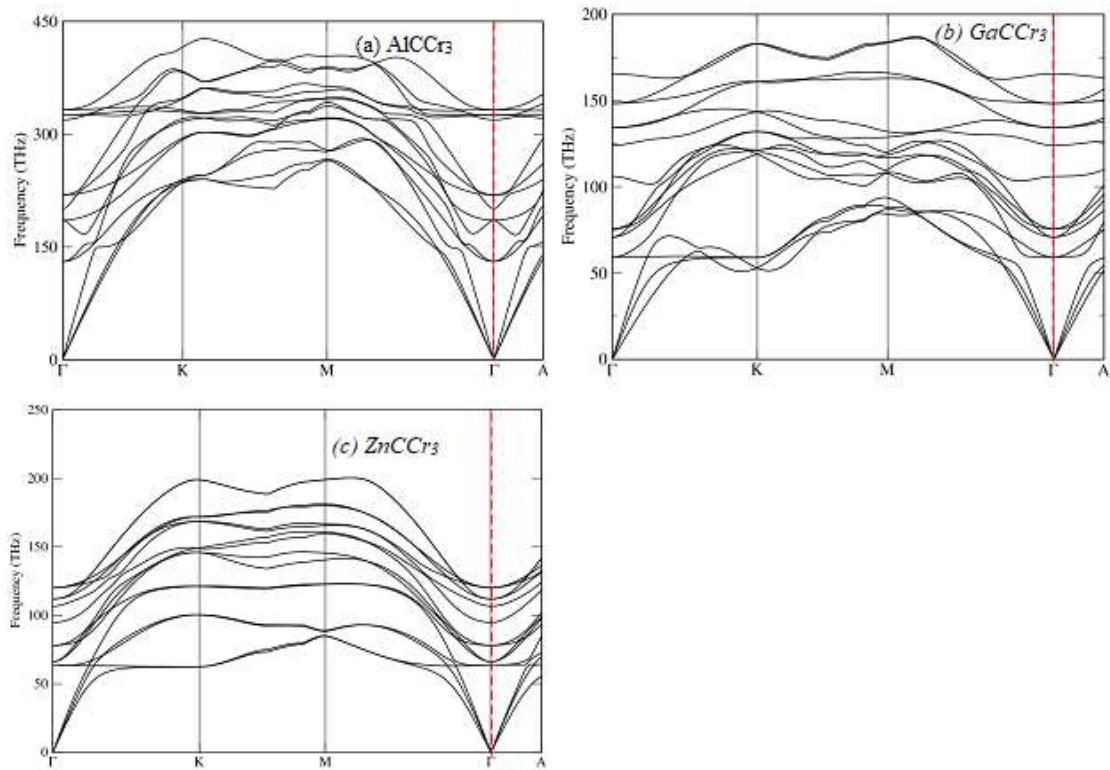 450
300
150
0
Frequency (THz)
(a) AlCCr3
Γ K M Γ A
200
150
100
50
0
Frequency (THz)
(b) GaCCr3
Γ K M Γ A
250
200
150
100
50
0
Frequency (THz)
(c) ZnCCr3
Γ K M Γ A